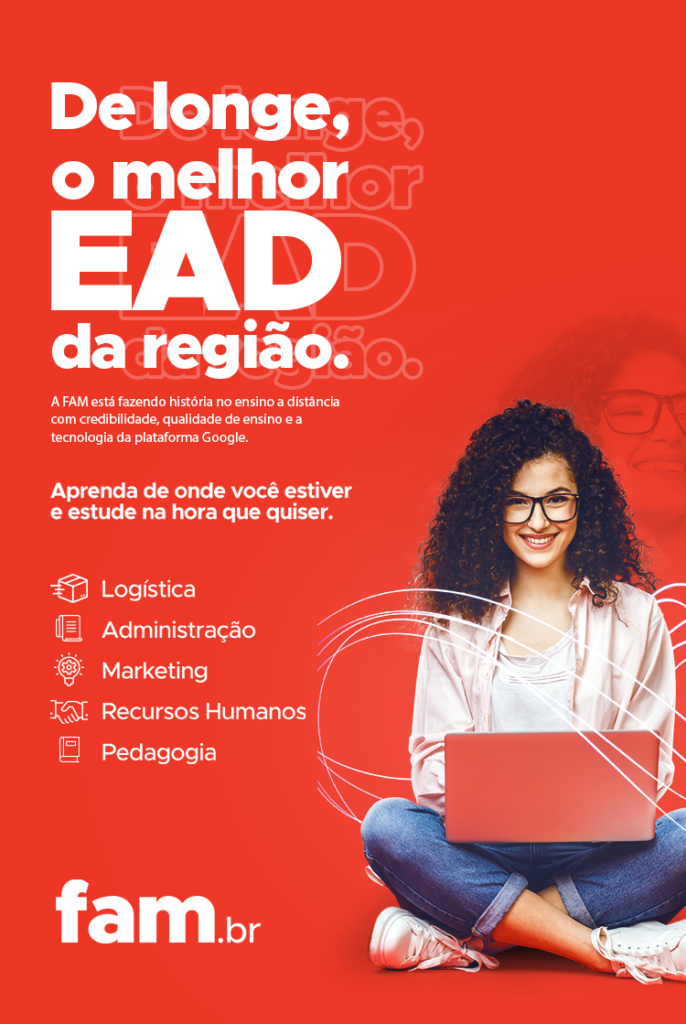 De longe,
o melhor
EAD
da região.
A FAM está fazendo história no ensino a distância
com credibilidade, qualidade de ensino e a
tecnologia da plataforma Google.
Aprenda de onde você estiver
e estude na hora que quiser.
Logística
Administração
Marketing
Recursos Humanos
Pedagogia
fam.br